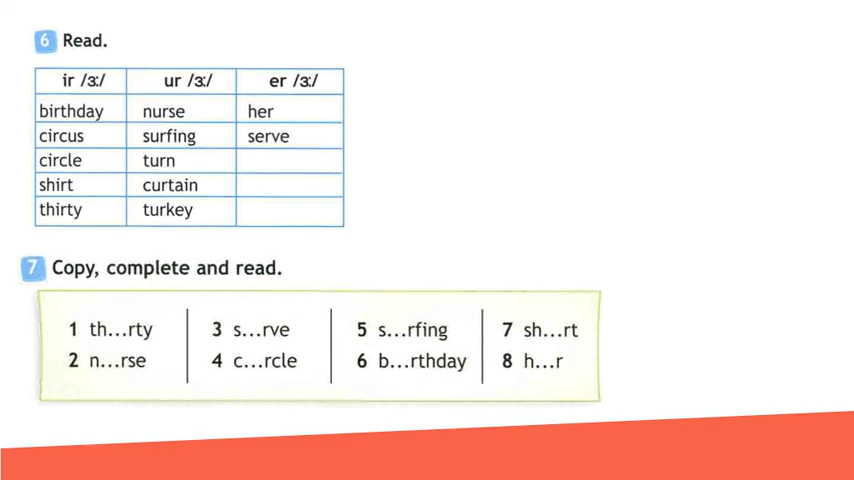 6 Read.
ir /ɜː/ ur /ɜː/ er /ɜː/
birthday nurse her
circus surfing serve
circle turn
shirt curtain
thirty turkey
7 Copy, complete and read.
1 th...rty 3 s...rve 5 s...rfing 7 sh...rt
2 n...rse 4 c...rcle 6 b...rthday 8 h...r